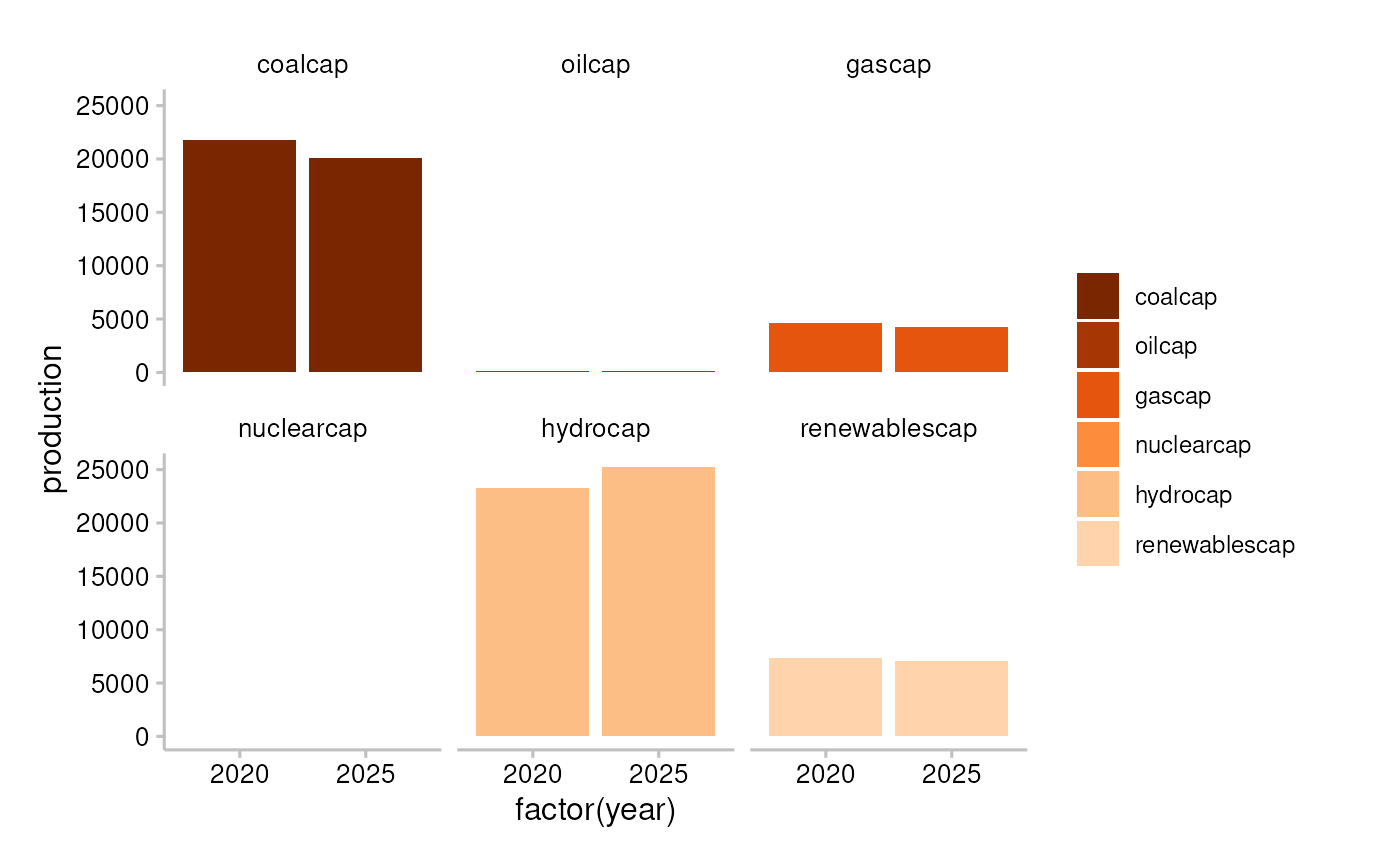 coalcap oilcap gascap
25000
20000
15000
10000
5000
0
production
nuclearcap hydrocap renewablescap
25000
20000
15000
10000
5000
0
2020 2025 2020 2025 2020 2025
factor(year)
coalcap
oilcap
gascap
nuclearcap
hydrocap
renewablescap